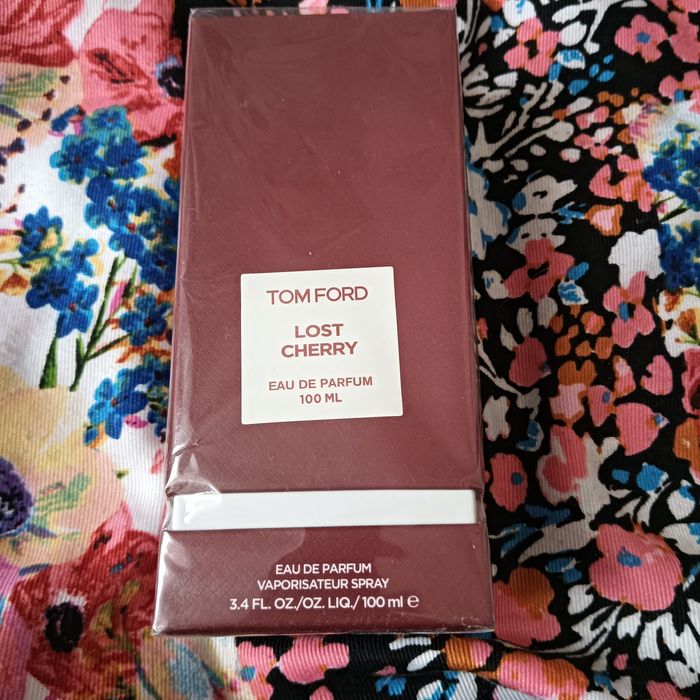 TOM FORD
LOST
CHERRY
EAU DE PARFUM
100 ML
EAU DE PARFUM
VAPORISATEUR SPRAY
3.4 FL. OZ./OZ. LIQ./ 100 ml ℮